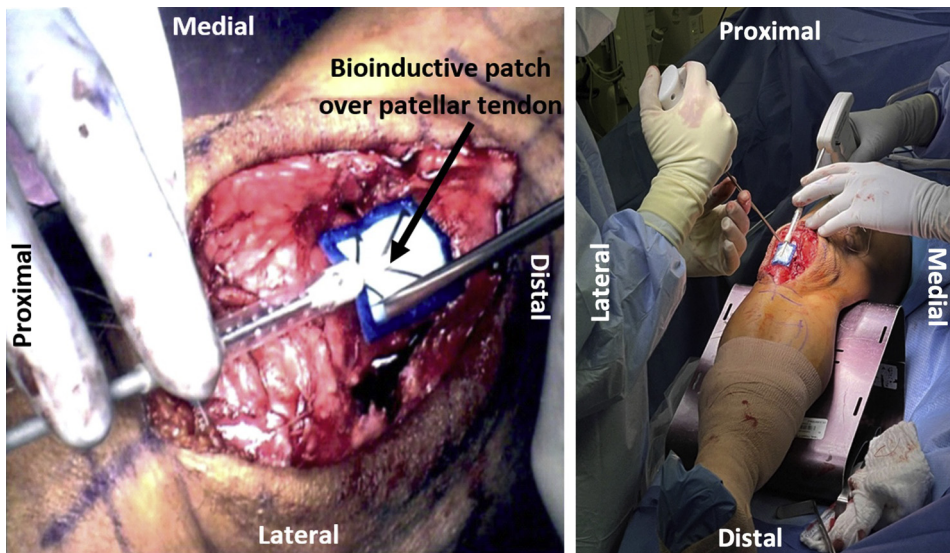 Medial
Bioinductive patch
over patellar tendon
Proximal
Distal
Lateral
Proximal
Lateral
Medial
Distal